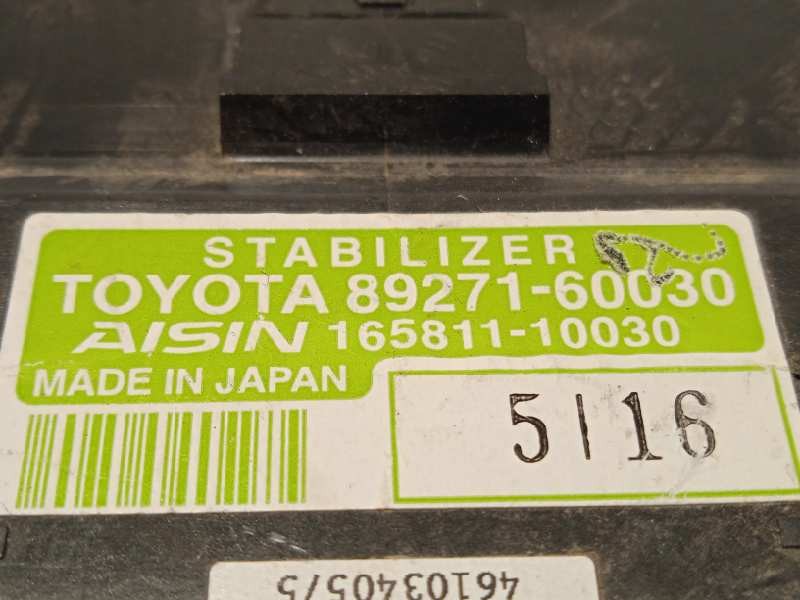 STABILIZER
TOYOTA 89271-60030
AISIN 165811-10030
MADE IN JAPAN
5116
46103405/5